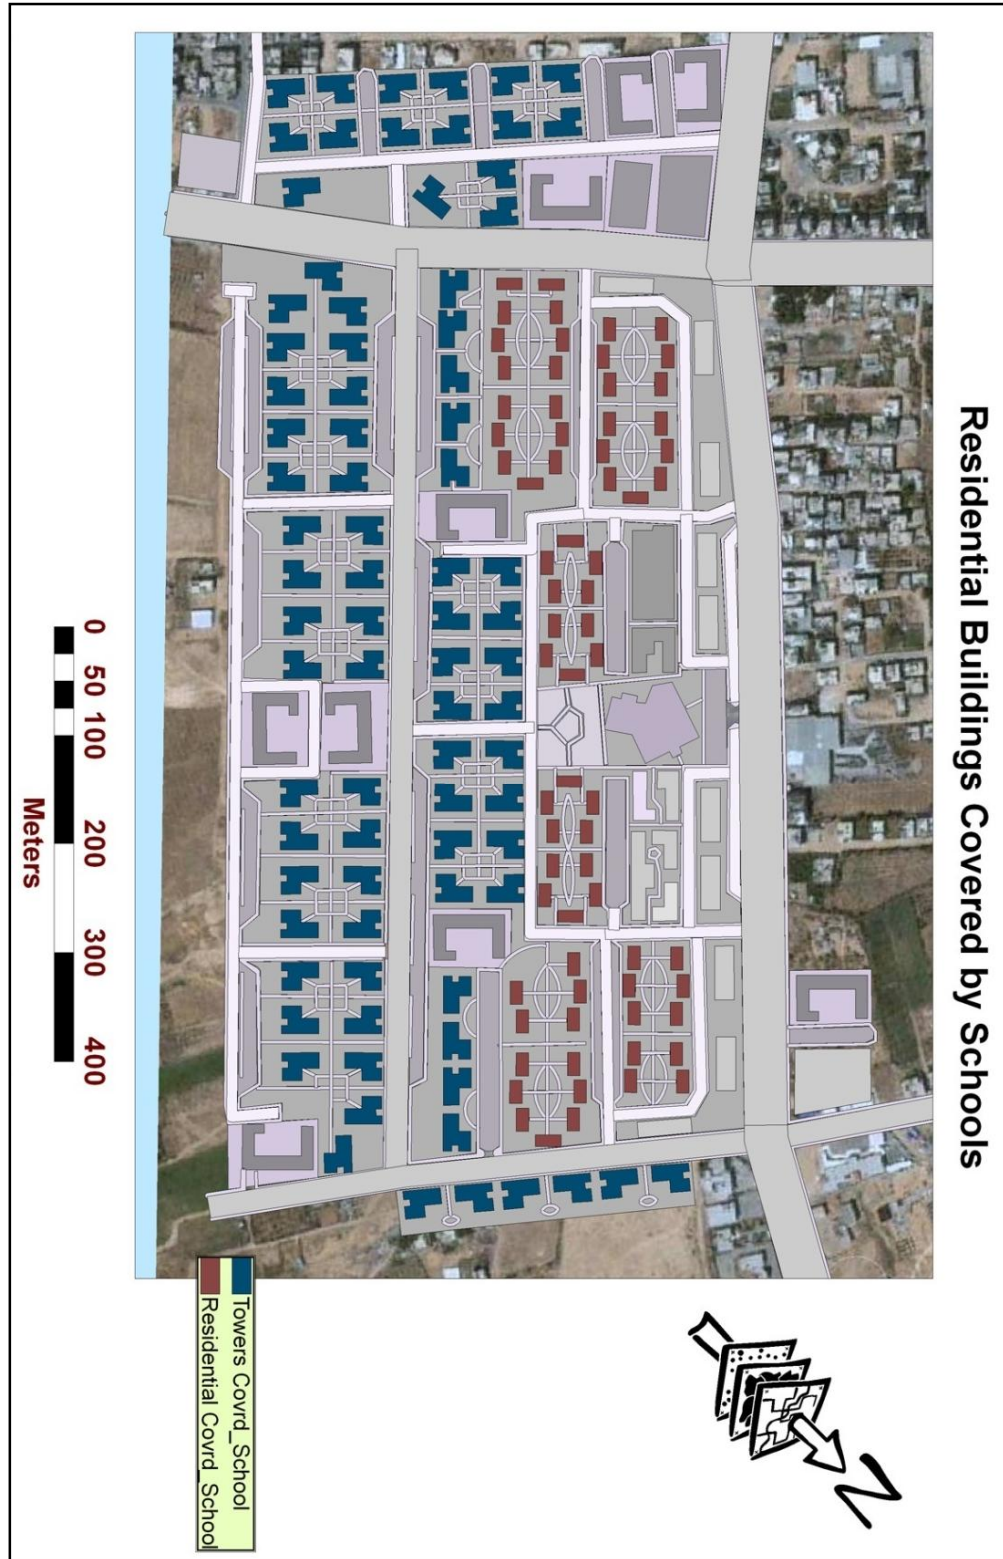 Residential Buildings Covered by Schools
N
0 50 100 200 300 400
Meters
Towers Covrd_School
Residential Covrd_School